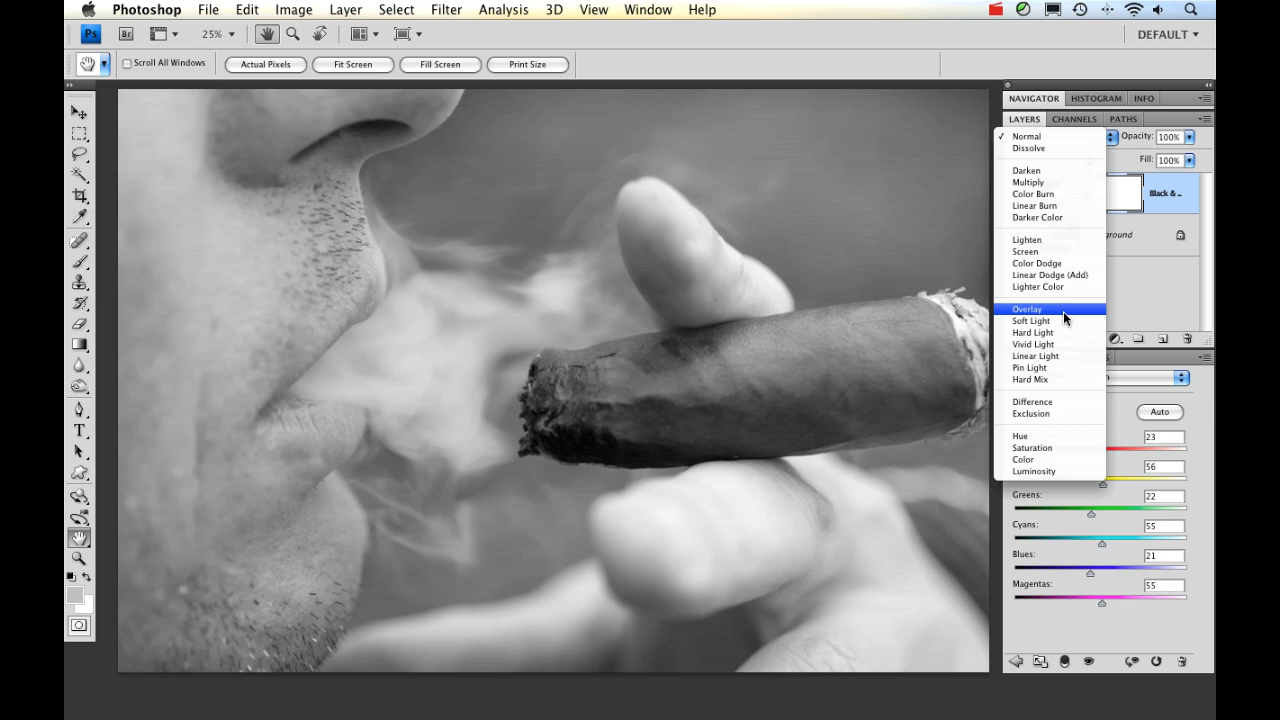 Photoshop File Edit Image Layer Select Filter Analysis 3D View Window Help
Ps Br 25% DEFAULT
Scroll All Windows Actual Pixels Fit Screen Fill Screen Print Size
NAVIGATOR HISTOGRAM INFO
LAYERS CHANNELS PATHS
✓ Normal Opacity: 100%
Dissolve
Fill: 100%
Darken
Multiply
Color Burn
Linear Burn
Darker Color
Black & ...
Lighten
Screen
Color Dodge
Linear Dodge (Add)
Lighter Color
ground
Overlay
Soft Light
Hard Light
Vivid Light
Linear Light
Pin Light
Hard Mix
Difference
Exclusion
Hue
Saturation
Color
Luminosity
Auto
23
56
Greens: 22
Cyans: 55
Blues: 21
Magentas: 55
T